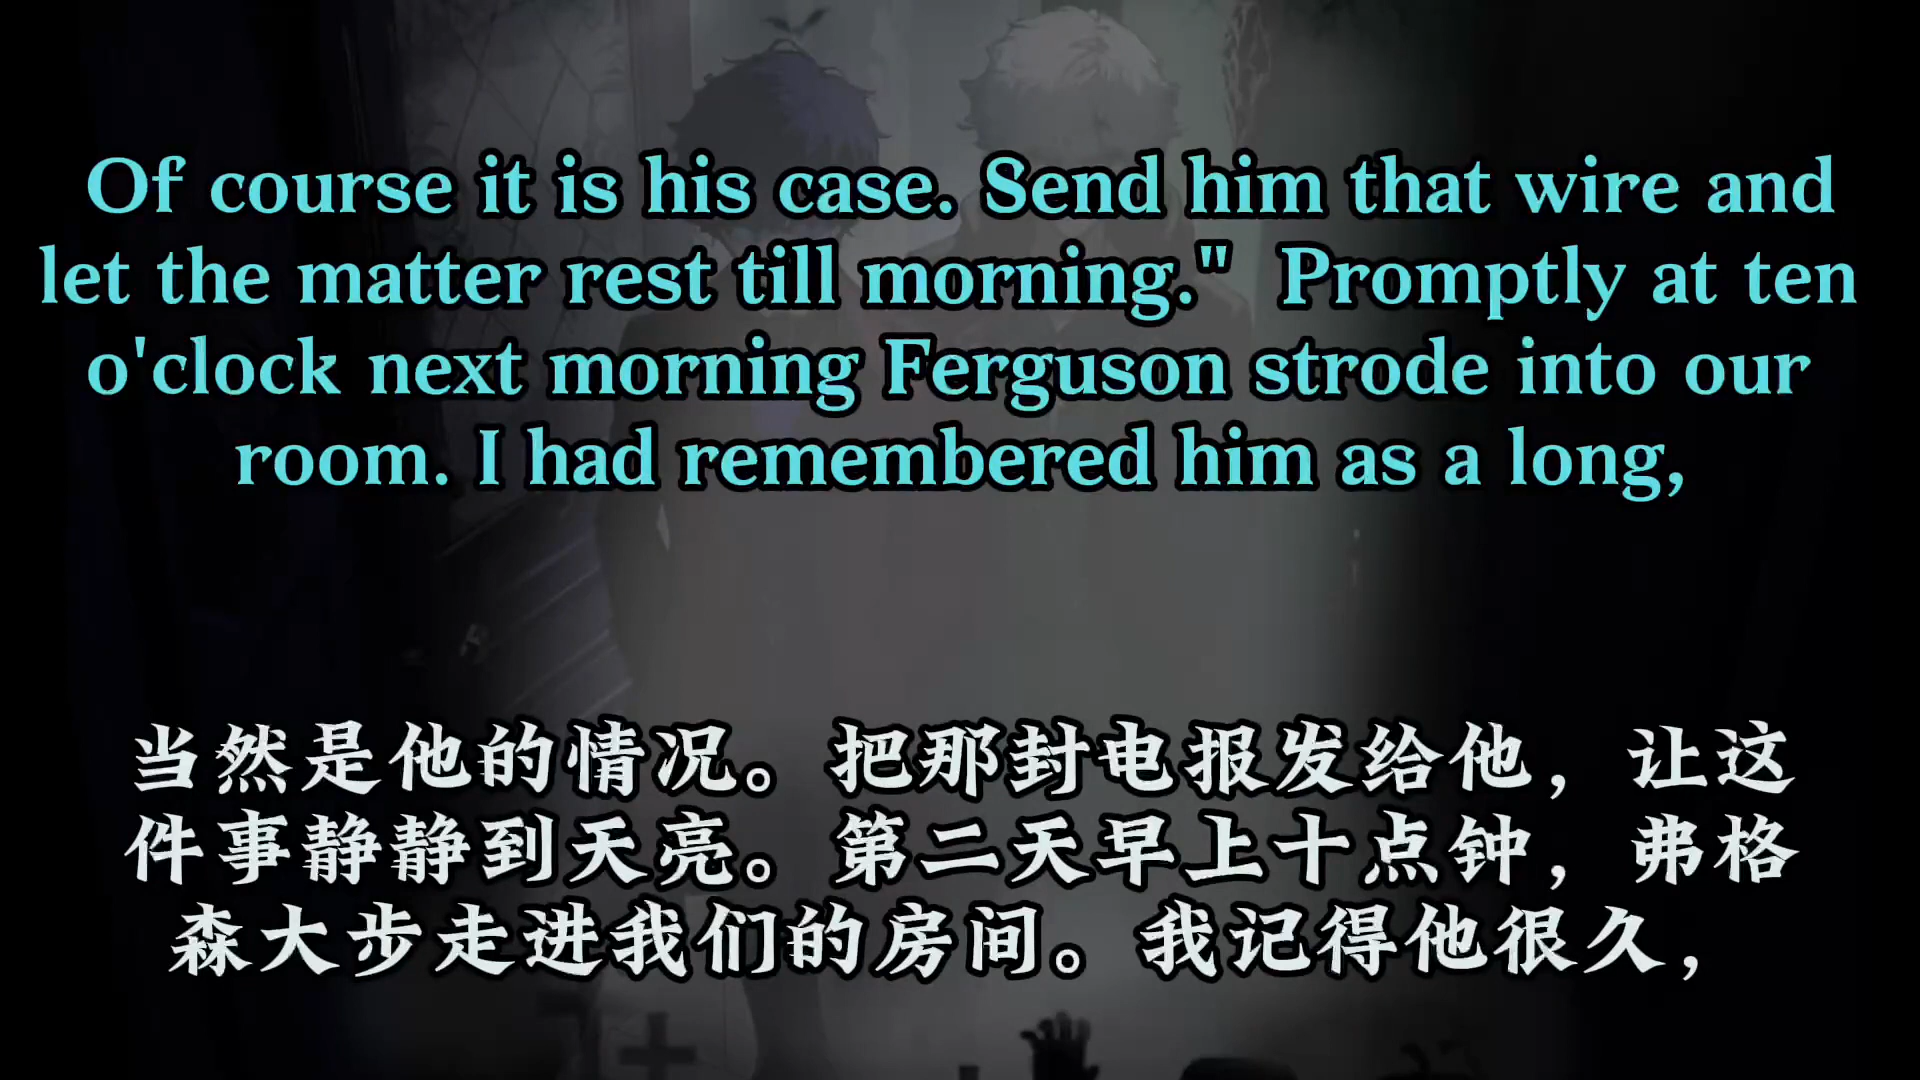 Of course it is his case. Send him that wire and
let the matter rest till morning."  Promptly at ten
o'clock next morning Ferguson strode into our
room. I had remembered him as a long,
当然是他的情况。把那封电报发给他，让这
件事静静到天亮。第二天早上十点钟，弗格
森大步走进我们的房间。我记得他很久，